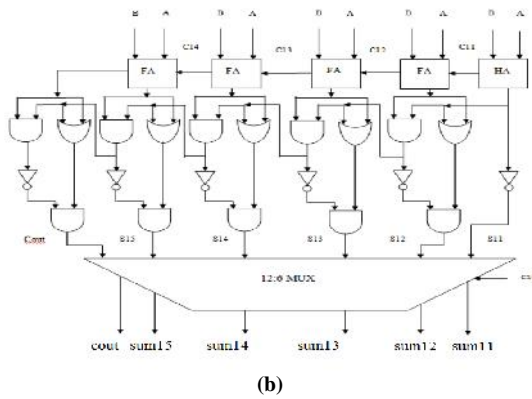 B A B A B A B A B A
C14 C13 C12 C11
FA FA FA FA HA
Cout S15 S14 S13 S12 S11
12:6 MUX
cout sum15 sum14 sum13 sum12 sum11
(b)